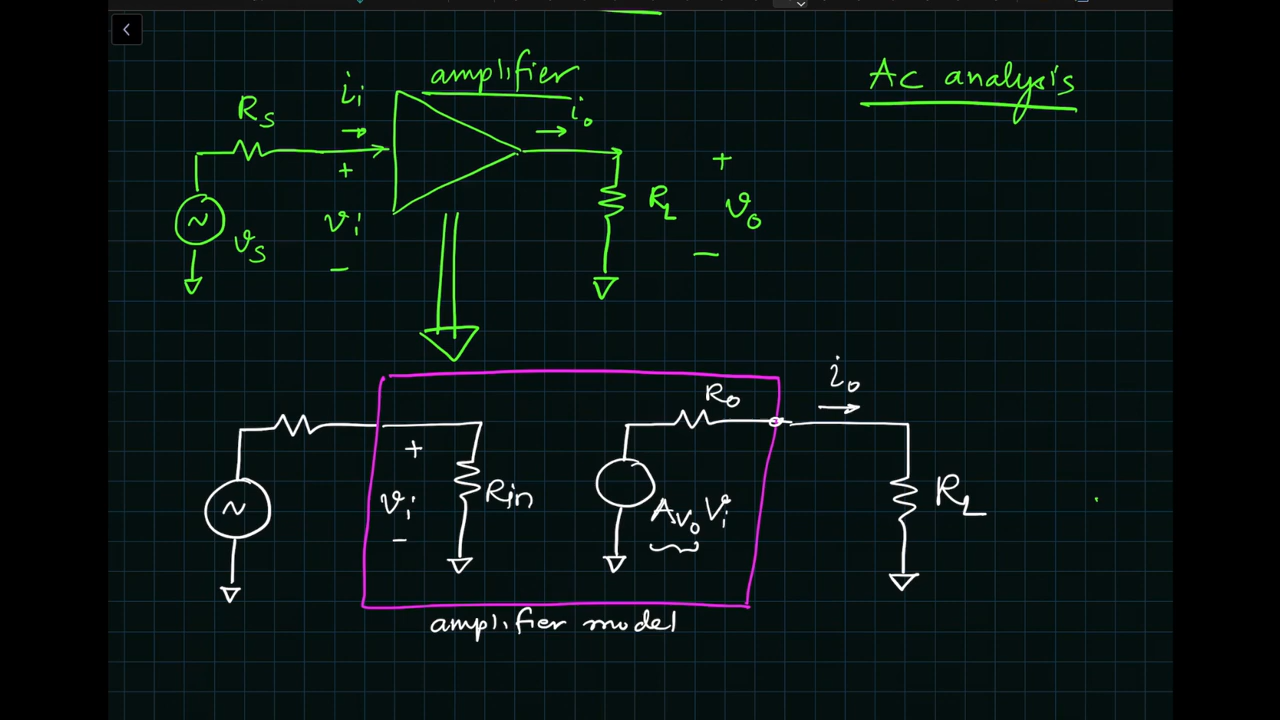 amplifier
Ac analysis
Rs
ii
io
+
vi
-
vs
RL
+
vo
-
io
Ro
+
vi
-
Rin
Avo Vi
RL
amplifier model